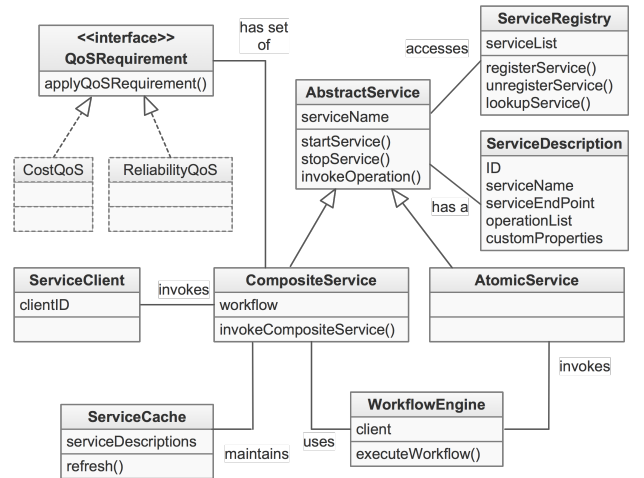 <<interface>>
QoSRequirement
applyQoSRequirement()
has set
of
ServiceRegistry
serviceList
registerService()
unregisterService()
lookupService()
accesses
AbstractService
serviceName
startService()
stopService()
invokeOperation()
ServiceDescription
ID
serviceName
serviceEndPoint
operationList
customProperties
has a
CostQoS
ReliabilityQoS
ServiceClient
clientID
invokes
CompositeService
workflow
invokeCompositeService()
AtomicService
invokes
ServiceCache
serviceDescriptions
refresh()
maintains
uses
WorkflowEngine
client
executeWorkflow()